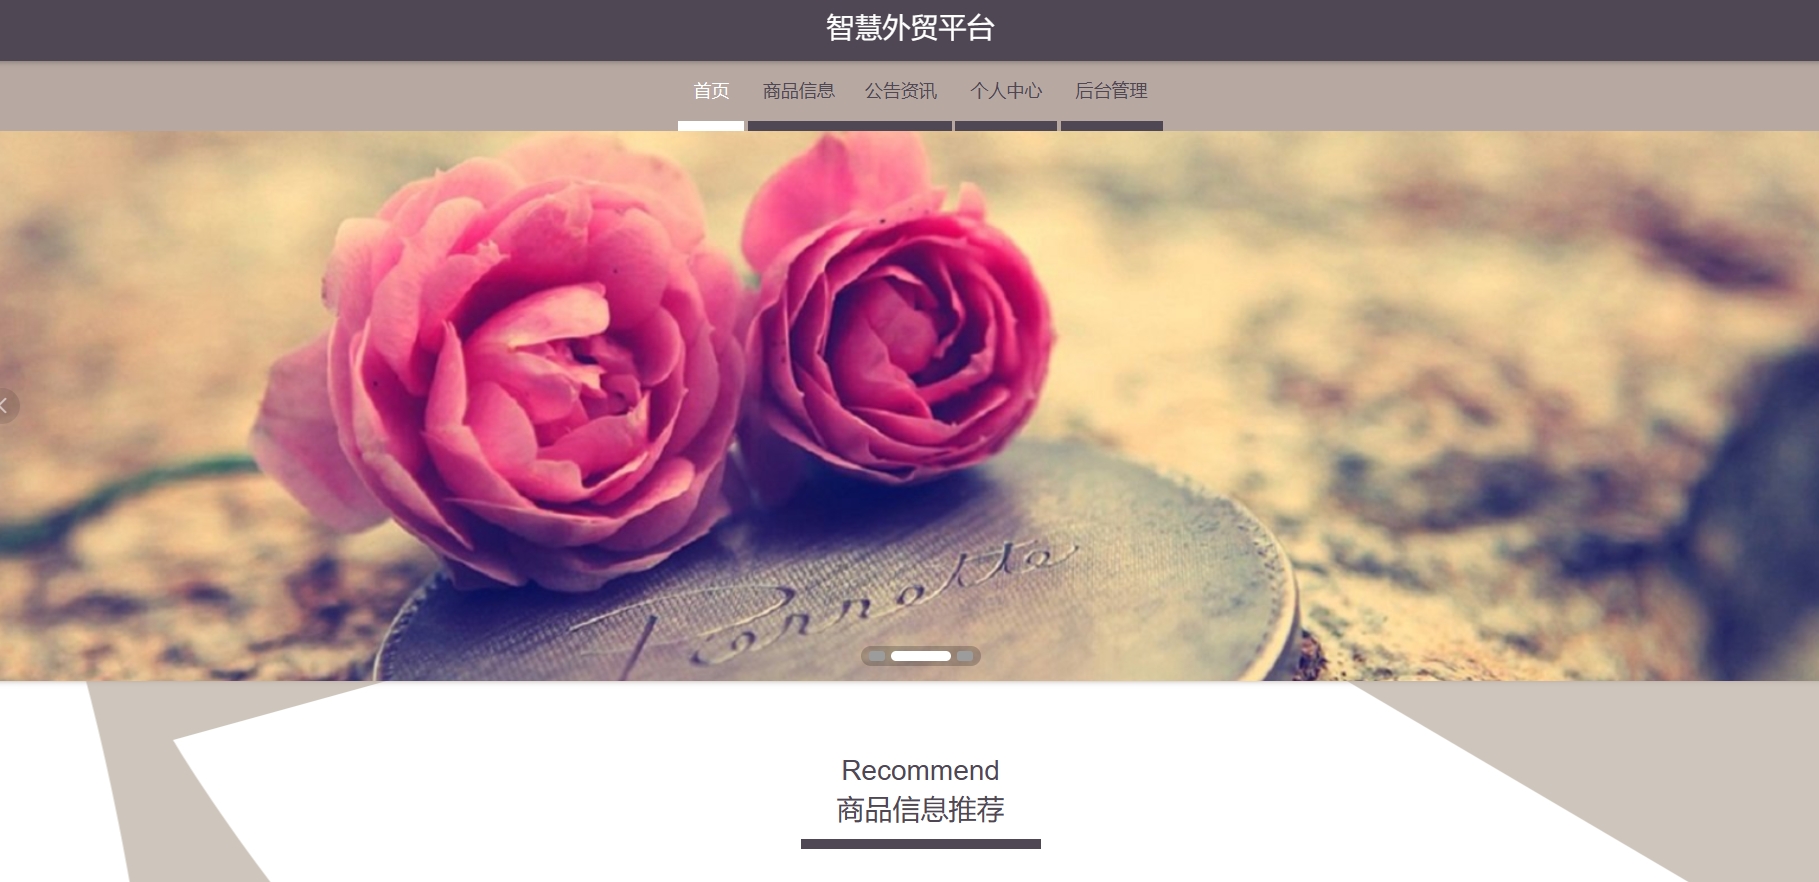 智慧外贸平台
首页 商品信息 公告资讯 个人中心 后台管理
Recommend
商品信息推荐